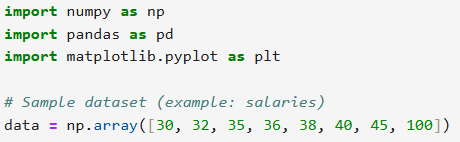 import numpy as np
import pandas as pd
import matplotlib.pyplot as plt
# Sample dataset (example: salaries)
data = np.array([30, 32, 35, 36, 38, 40, 45, 100])